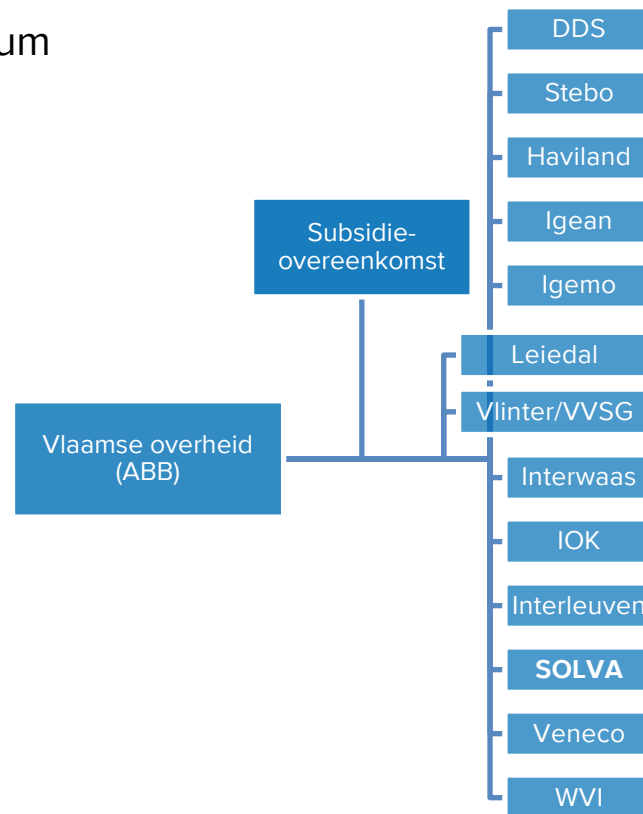 um
DDS
Stebo
Haviland
Subsidie-
overeenkomst
Igean
Igemo
Leiedal
Vlinter/VVSG
Vlaamse overheid
(ABB)
Interwaas
IOK
Interleuven
SOLVA
Veneco
WVI